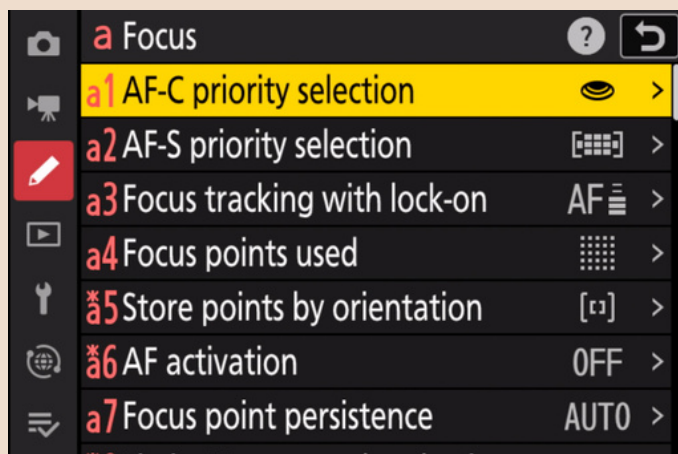 a Focus ?
a1 AF-C priority selection >
a2 AF-S priority selection >
a3 Focus tracking with lock-on AF >
a4 Focus points used >
*a5 Store points by orientation >
*a6 AF activation OFF >
a7 Focus point persistence AUTO >